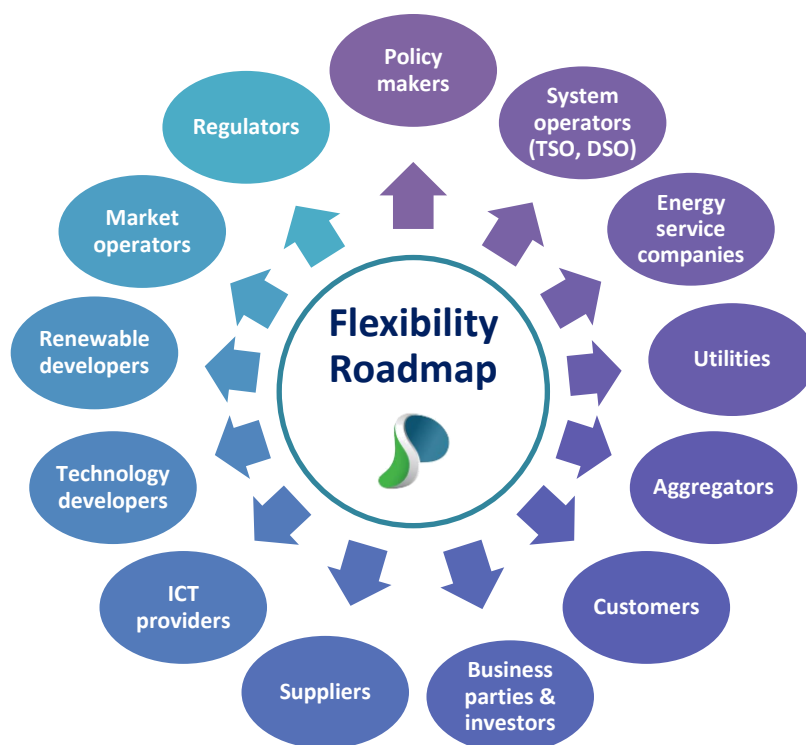 Policy
makers
System
operators
(TSO, DSO)
Energy
service
companies
Utilities
Aggregators
Customers
Business
parties &
investors
Suppliers
ICT
providers
Technology
developers
Renewable
developers
Market
operators
Regulators
Flexibility
Roadmap